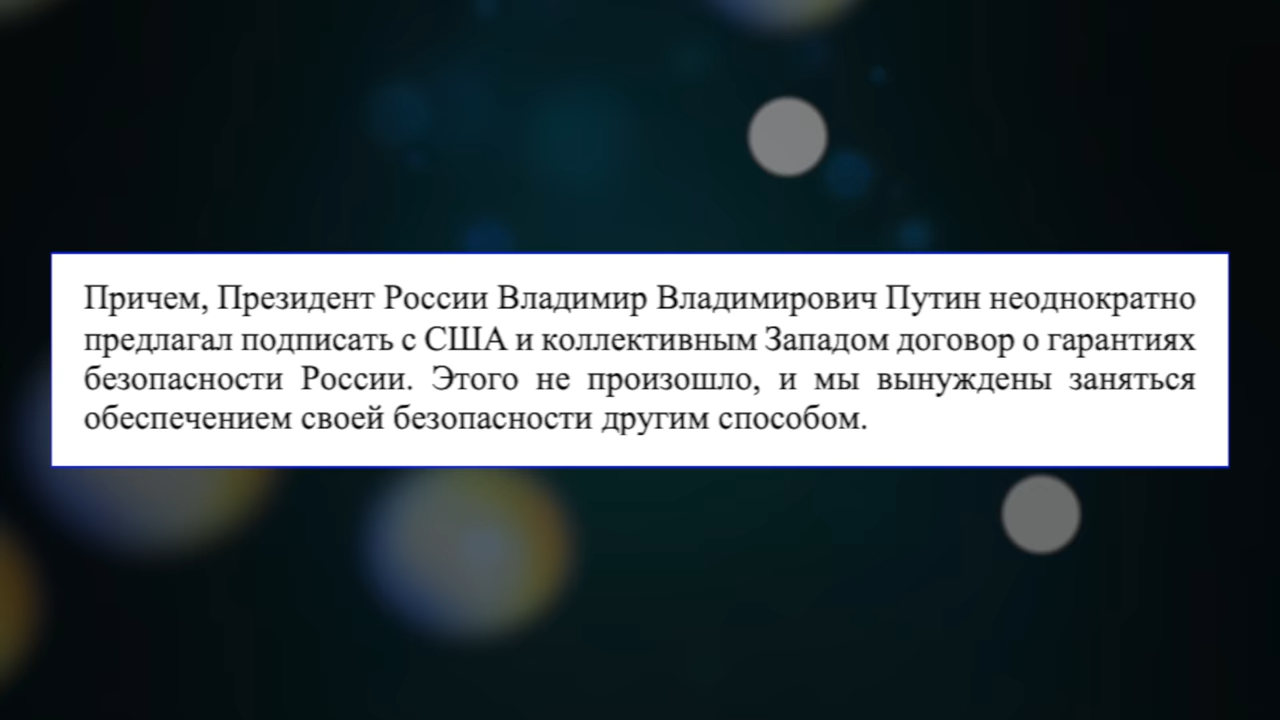 Причем, Президент России Владимир Владимирович Путин неоднократно
предлагал подписать с США и коллективным Западом договор о гарантиях
безопасности России. Этого не произошло, и мы вынуждены заняться
обеспечением своей безопасности другим способом.